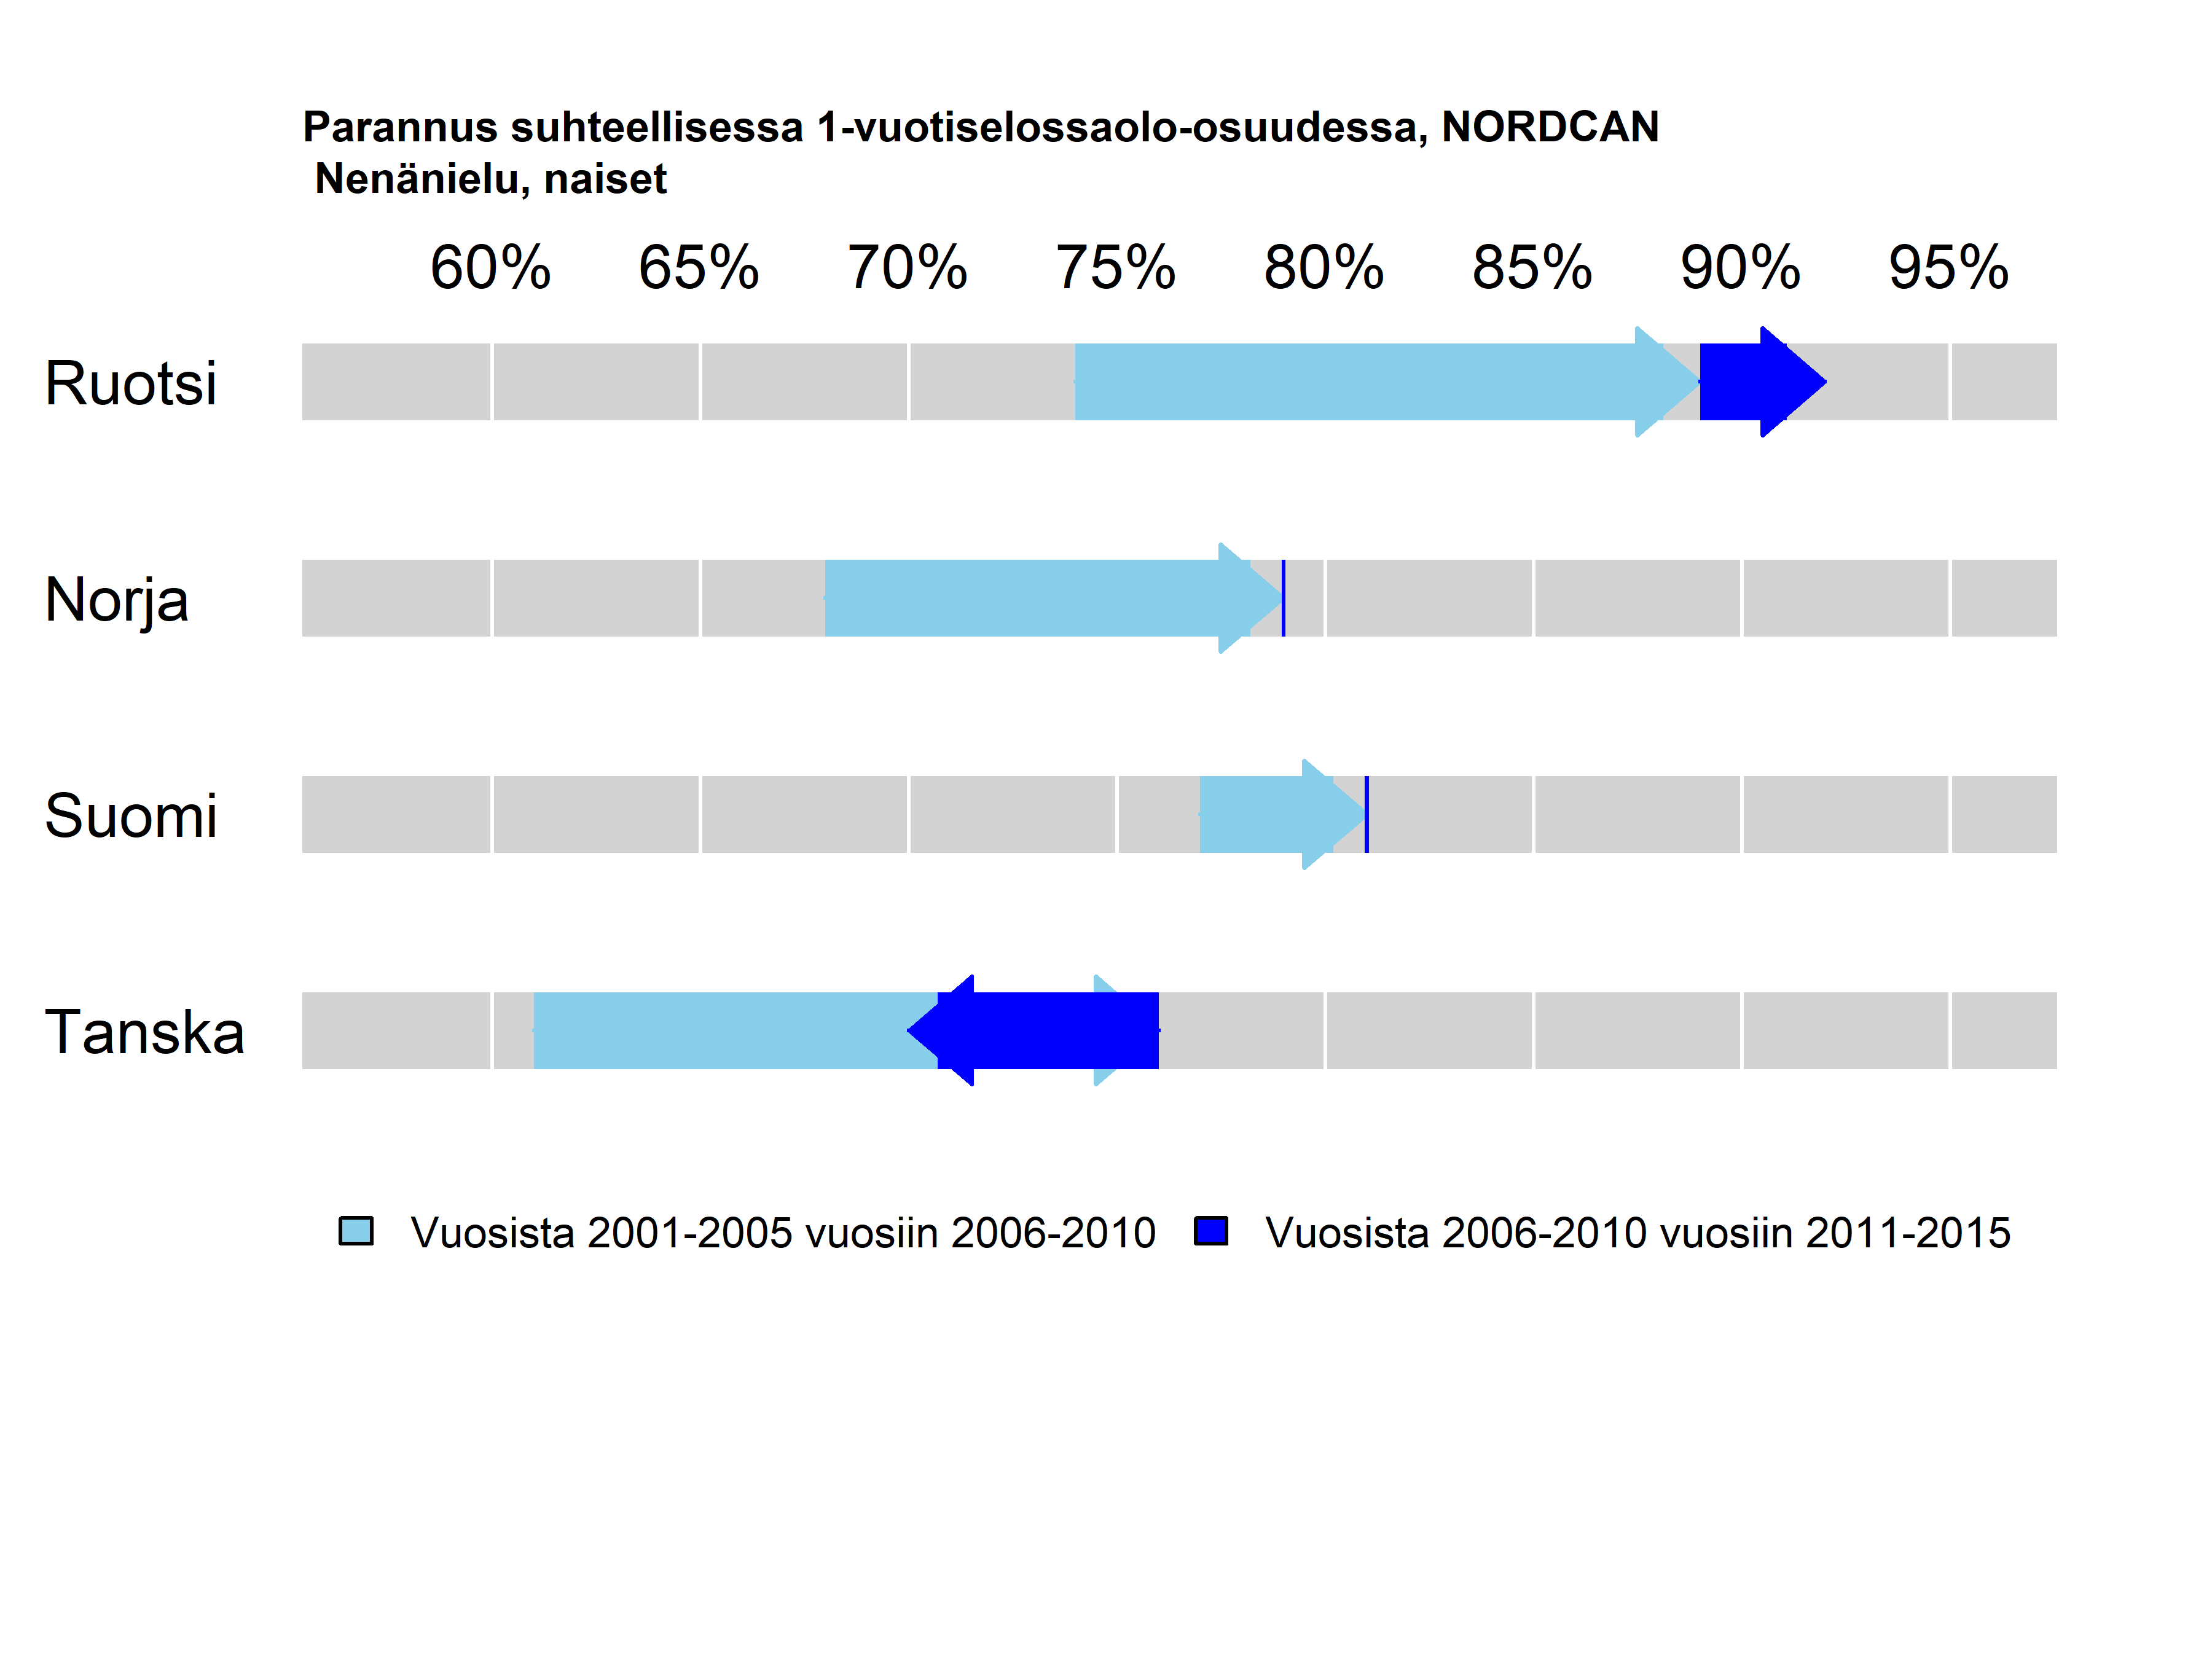 Parannus suhteellisessa 1-vuotiselossaolo-osuudessa, NORDCAN
Nenänielu, naiset
60% 65% 70% 75% 80% 85% 90% 95%
Ruotsi
Norja
Suomi
Tanska
Vuosista 2001-2005 vuosiin 2006-2010 Vuosista 2006-2010 vuosiin 2011-2015